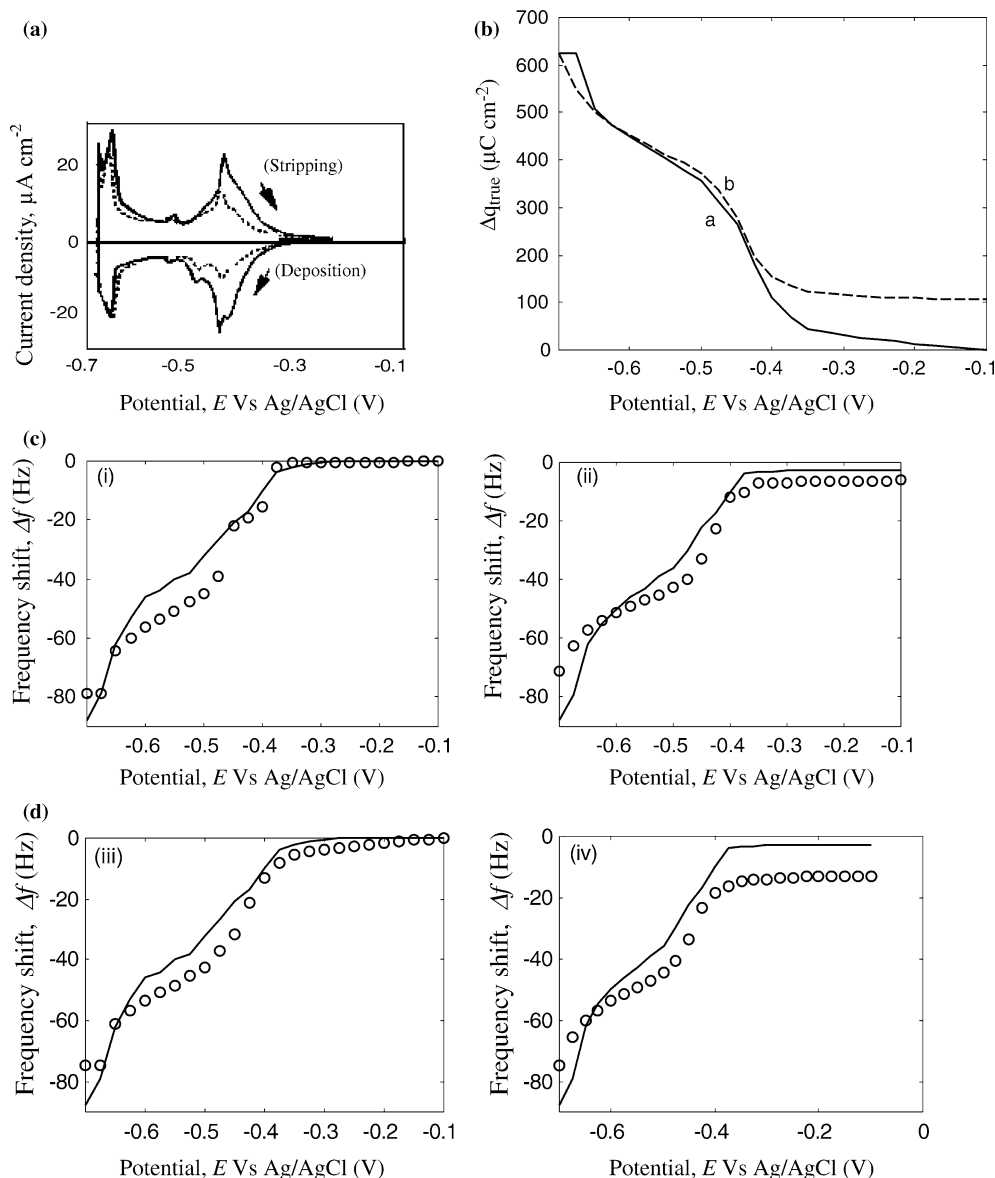 (a)
Current density, μA cm-2
20
0
-20
(Stripping)
(Deposition)
-0.7
-0.5
-0.3
-0.1
Potential, E Vs Ag/AgCl (V)
(b)
Δqtrue (μC cm-2)
700
600
500
400
300
200
100
0
b
a
-0.6
-0.5
-0.4
-0.3
-0.2
-0.1
Potential, E Vs Ag/AgCl (V)
(c)
(i)
Frequency shift, Δf (Hz)
0
-20
-40
-60
-80
-0.6
-0.5
-0.4
-0.3
-0.2
-0.1
Potential, E Vs Ag/AgCl (V)
(ii)
Frequency shift, Δf (Hz)
0
-20
-40
-60
-80
-0.6
-0.5
-0.4
-0.3
-0.2
-0.1
Potential, E Vs Ag/AgCl (V)
(d)
(iii)
Frequency shift, Δf (Hz)
0
-20
-40
-60
-80
-0.6
-0.5
-0.4
-0.3
-0.2
-0.1
Potential, E Vs Ag/AgCl (V)
(iv)
Frequency shift, Δf (Hz)
0
-20
-40
-60
-80
-0.6
-0.4
-0.2
0
Potential, E Vs Ag/AgCl (V)